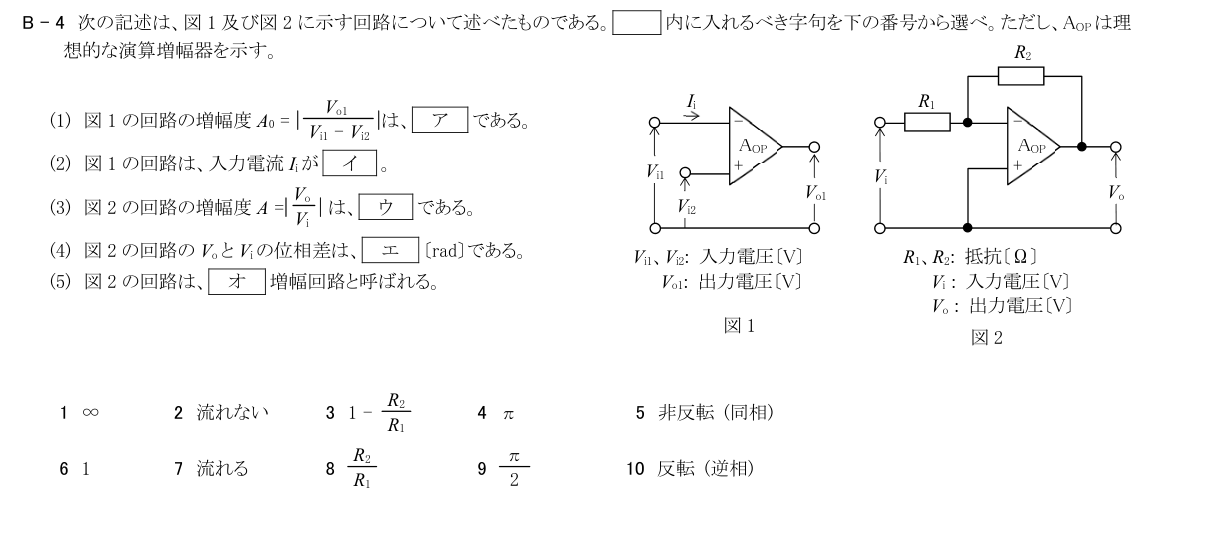 B－4 次の記述は、図1及び図2に示す回路について述べたものである。□内に入れるべき字句を下の番号から選べ。ただし、AOPは理
想的な演算増幅器を示す。
(1) 図1の回路の増幅度 A0 = |Vo1 / (Vi1 − Vi2)|は、ア である。
(2) 図1の回路は、入力電流 Iiが イ 。
(3) 図2の回路の増幅度 A =|Vo / Vi| は、ウ である。
(4) 図2の回路の VoとViの位相差は、エ 〔rad〕である。
(5) 図2の回路は、オ 増幅回路と呼ばれる。
Ii
−
AOP
+
Vi1
Vi2
Vo1
Vi1、Vi2: 入力電圧〔V〕
Vo1: 出力電圧〔V〕
図1
R2
R1
−
AOP
+
Vi
Vo
R1、R2: 抵抗〔Ω〕
Vi : 入力電圧〔V〕
Vo : 出力電圧〔V〕
図2
1 ∞ 2 流れない 3 1 − R2/R1 4 π 5 非反転（同相）
6 1 7 流れる 8 R2/R1 9 π/2 10 反転（逆相）